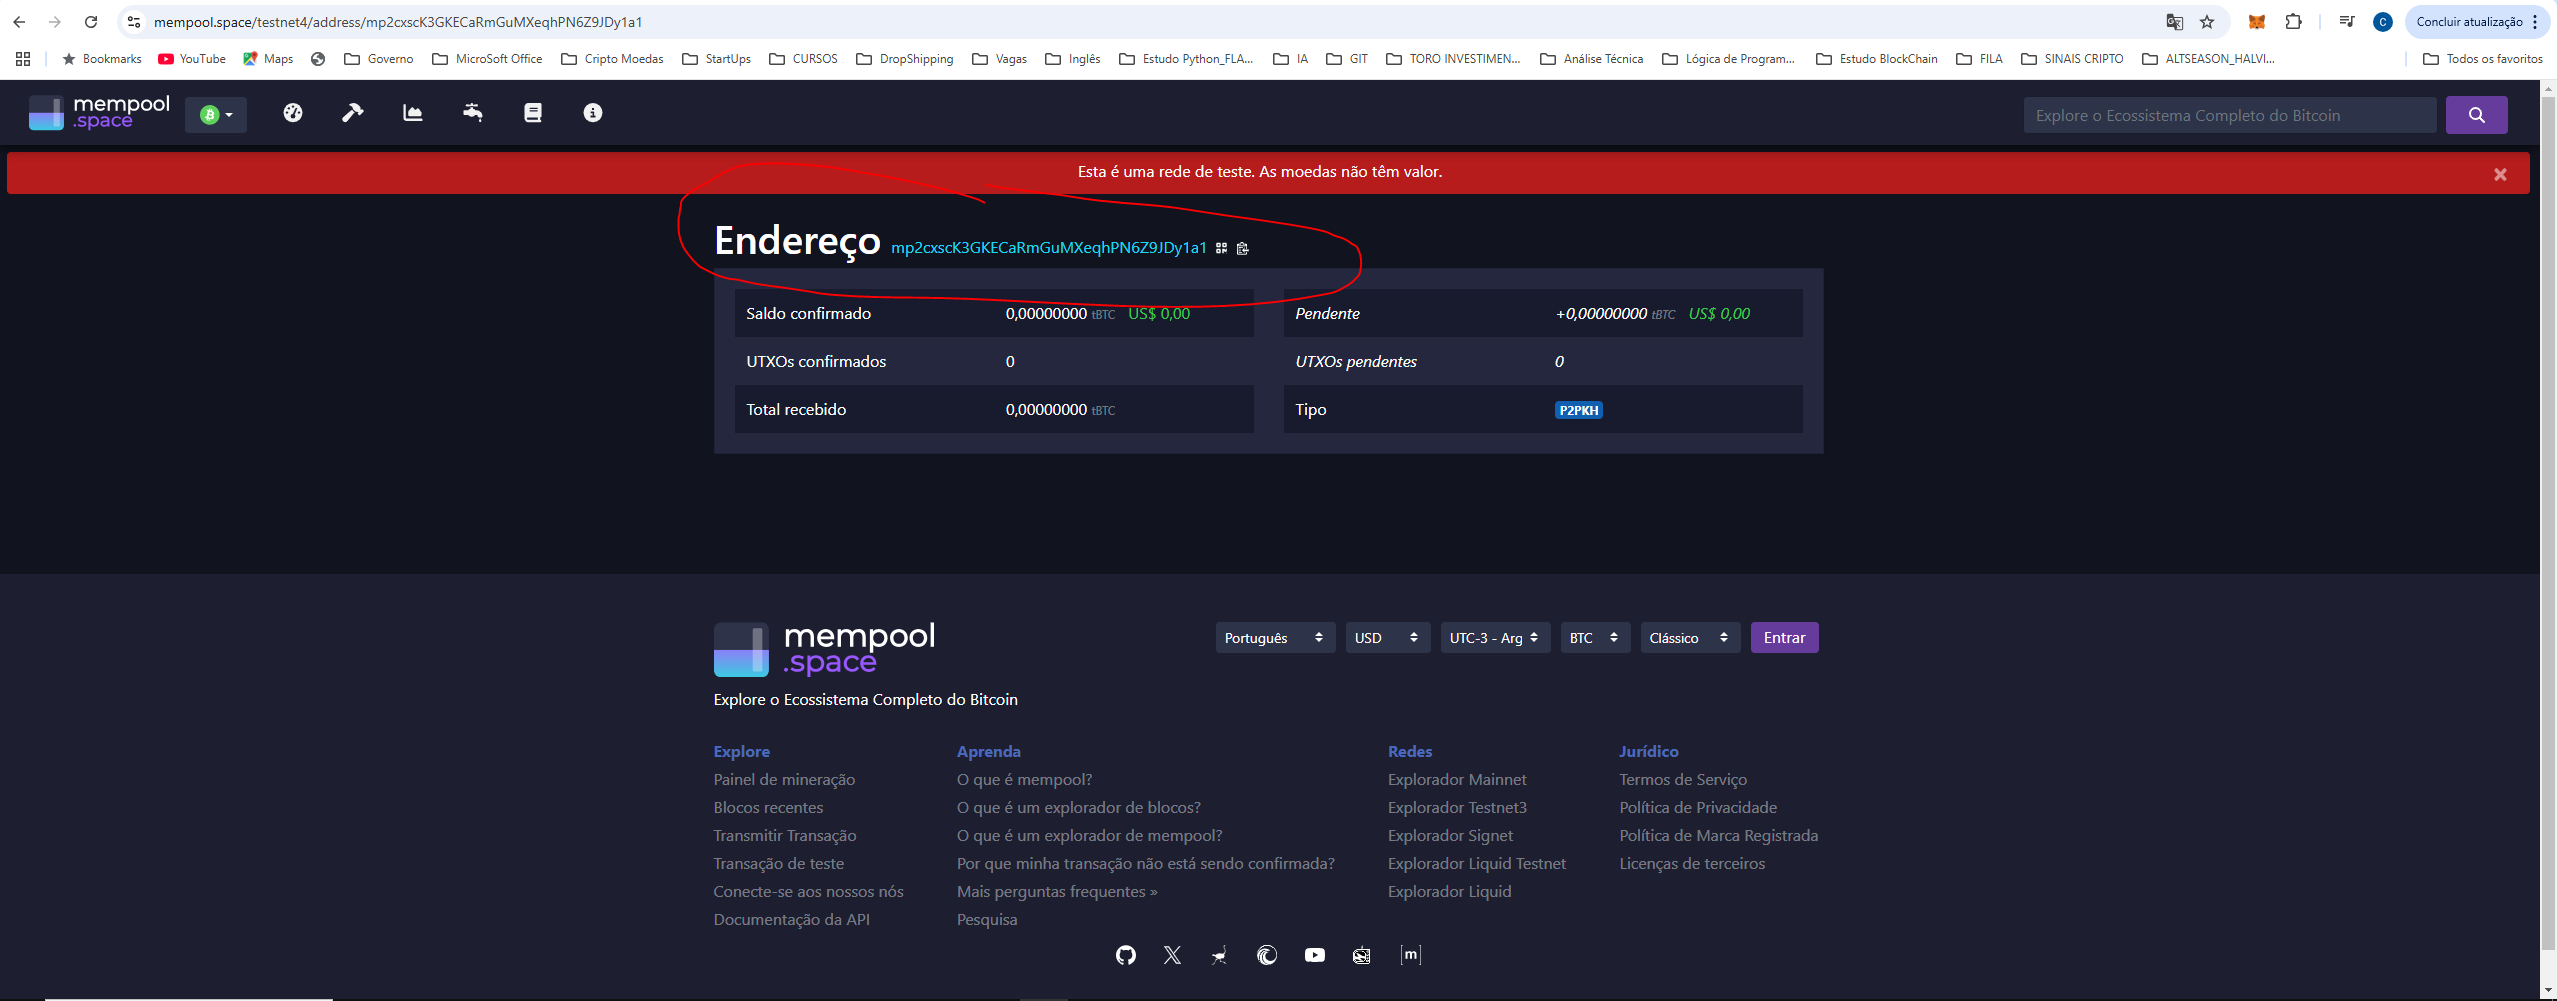 mempool.space/testnet4/address/mp2cxscK3GKECaRmGuMXeqhPN6Z9JDy1a1
C
Concluir atualização
Bookmarks YouTube Maps Governo MicroSoft Office Cripto Moedas StartUps CURSOS DropShipping Vagas Inglês Estudo Python_FLA... IA GIT TORO INVESTIMEN... Análise Técnica Lógica de Program... Estudo BlockChain FILA SINAIS CRIPTO ALTSEASON_HALVI... Todos os favoritos
mempool
.space
Explore o Ecossistema Completo do Bitcoin
Esta é uma rede de teste. As moedas não têm valor.
Endereço mp2cxscK3GKECaRmGuMXeqhPN6Z9JDy1a1
Saldo confirmado 0,00000000 tBTC US$ 0,00
UTXOs confirmados 0
Total recebido 0,00000000 tBTC
Pendente +0,00000000 tBTC US$ 0,00
UTXOs pendentes 0
Tipo P2PKH
mempool
.space
Português USD UTC-3 - Arg BTC Clássico Entrar
Explore o Ecossistema Completo do Bitcoin
Explore
Painel de mineração
Blocos recentes
Transmitir Transação
Transação de teste
Conecte-se aos nossos nós
Documentação da API
Aprenda
O que é mempool?
O que é um explorador de blocos?
O que é um explorador de mempool?
Por que minha transação não está sendo confirmada?
Mais perguntas frequentes »
Pesquisa
Redes
Explorador Mainnet
Explorador Testnet3
Explorador Signet
Explorador Liquid Testnet
Explorador Liquid
Jurídico
Termos de Serviço
Política de Privacidade
Política de Marca Registrada
Licenças de terceiros
[m]